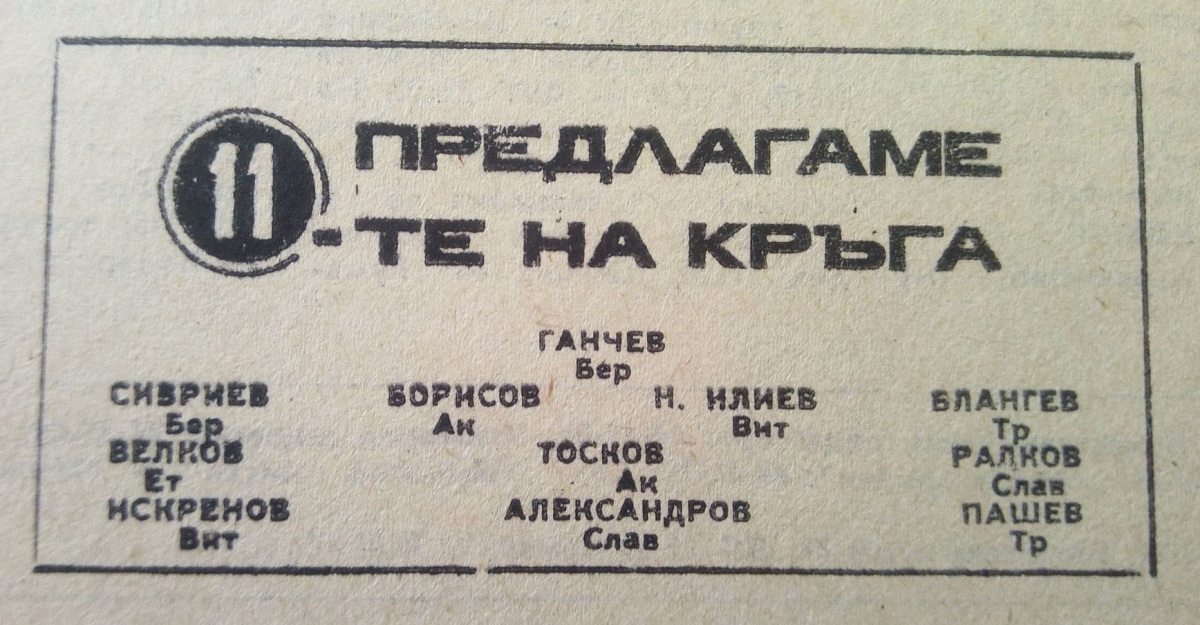 ПРЕДЛАГАМЕ
11-ТЕ НА КРЪГА
ГАНЧЕВ
Бер
СИВРИЕВ БОРИСОВ Н. ИЛИЕВ БЛАНГЕВ
Бер Ак Вит Тр
ВЕЛКОВ ТОСКОВ РАЛКОВ
Ет Ак Слав
ИСКРЕНОВ АЛЕКСАНДРОВ ПАШЕВ
Вит Слав Тр